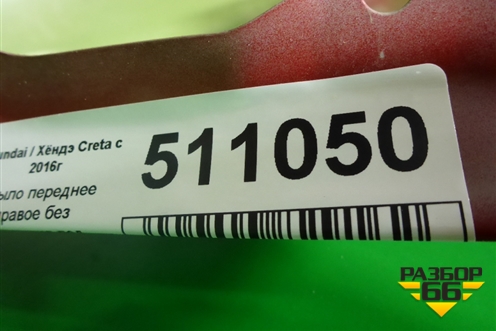 undai / Хёндэ Creta с
2016г
511050
ыло переднее
равое без
РАЗБОР
66